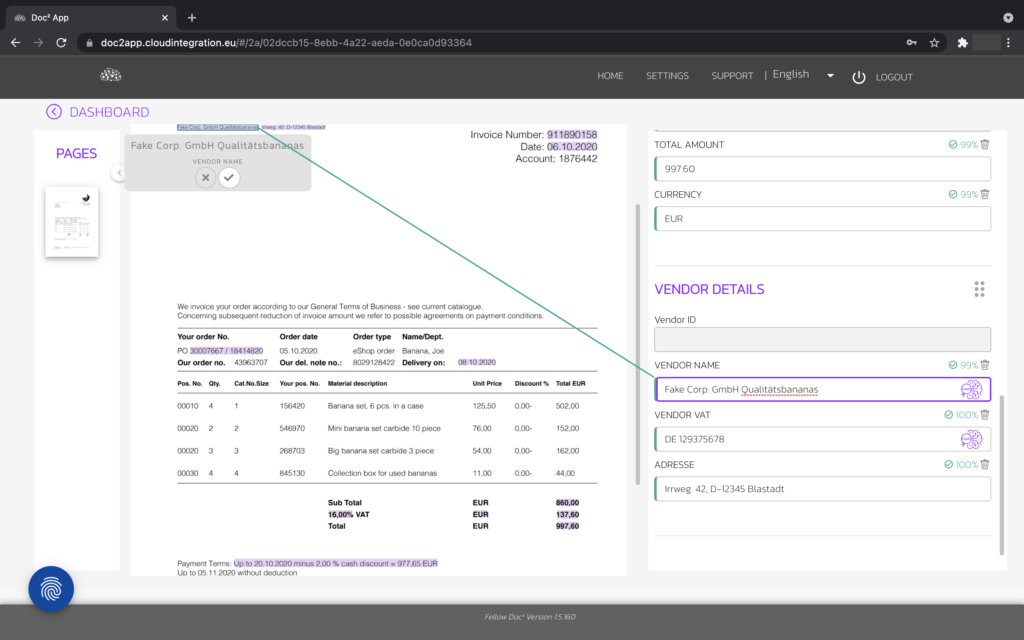 Doc² App
doc2app.cloudintegration.eu/#/2a/02dccb15-8ebb-4a22-aeda-0e0ca0d93364
HOME SETTINGS SUPPORT | English LOGOUT
DASHBOARD
PAGES
Fake Corp. GmbH Qualitätsbananas, Irrweg. 42, D-12345 Blastadt
Fake Corp. GmbH Qualitätsbananas
VENDOR NAME
Invoice Number: 911890158
Date: 06.10.2020
Account: 1876442
We invoice your order according to our General Terms of Business - see current catalogue.
Concerning subsequent reduction of invoice amount we refer to possible agreements on payment conditions.
Your order No. Order date Order type Name/Dept.
PO 30007667 / 18414820 05.10.2020 eShop order Banana, Joe
Our order no. 43963707 Our del. note no.: 8029128422 Delivery on: 08.10.2020
Pos. No. Qty. Cat.No.Size Your pos. No. Material description Unit Price Discount % Total EUR
00010 4 1 156420 Banana set, 6 pcs. in a case 125,50 0,00- 502,00
00020 2 2 546970 Mini banana set carbide 10 piece 76,00 0,00- 152,00
00020 3 3 268703 Big banana set carbide 3 piece 54,00 0,00- 162,00
00030 4 4 845130 Collection box for used bananas 11,00 0,00- 44,00
Sub Total EUR 860,00
16,00% VAT EUR 137,60
Total EUR 997,60
Payment Terms: Up to 20.10.2020 minus 2,00 % cash discount = 977,65 EUR
Up to 05.11.2020 without deduction
TOTAL AMOUNT 99%
997.60
CURRENCY 99%
EUR
VENDOR DETAILS
Vendor ID
VENDOR NAME 99%
Fake Corp. GmbH Qualitätsbananas
VENDOR VAT 100%
DE 129375678
ADRESSE 100%
Irrweg. 42, D-12345 Blastadt
Fellow Doc² Version 1.5.160